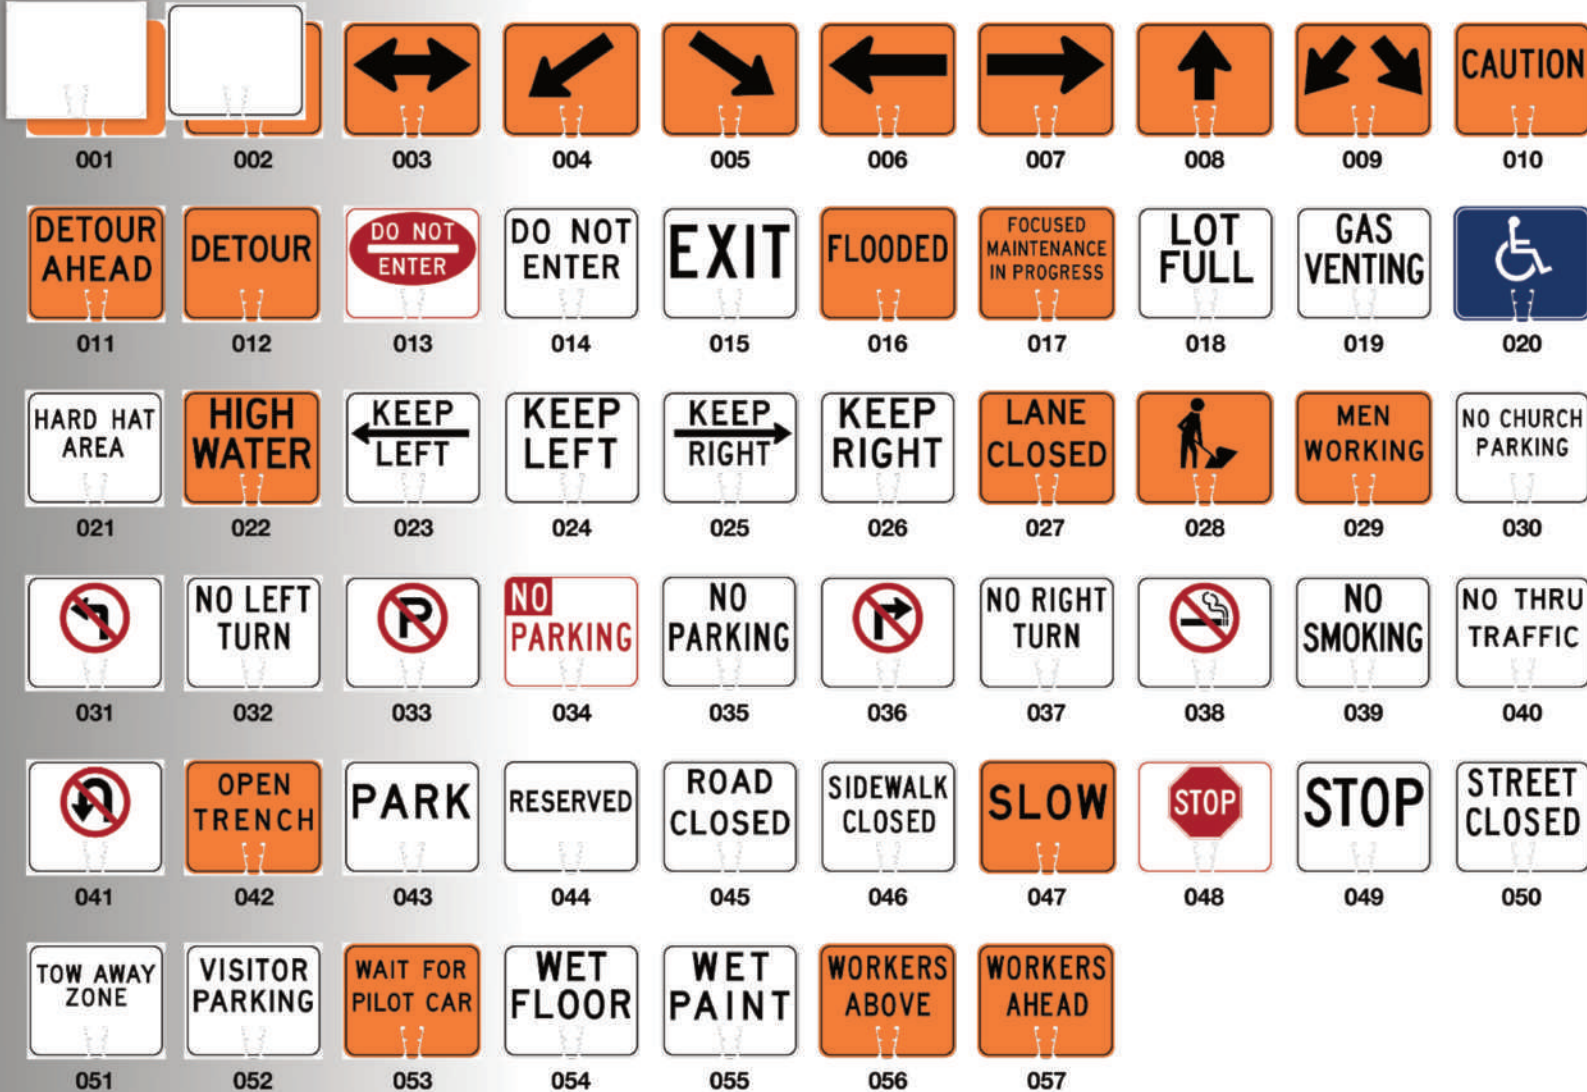 CAUTION
001 002 003 004 005 006 007 008 009 010
DETOUR
AHEAD
DETOUR
DO NOT
ENTER
DO NOT
ENTER
EXIT
FLOODED
FOCUSED
MAINTENANCE
IN PROGRESS
LOT
FULL
GAS
VENTING
011 012 013 014 015 016 017 018 019 020
HARD HAT
AREA
HIGH
WATER
KEEP
LEFT
KEEP
LEFT
KEEP
RIGHT
KEEP
RIGHT
LANE
CLOSED
MEN
WORKING
NO CHURCH
PARKING
021 022 023 024 025 026 027 028 029 030
NO LEFT
TURN
P
NO
PARKING
NO
PARKING
NO RIGHT
TURN
NO
SMOKING
NO THRU
TRAFFIC
031 032 033 034 035 036 037 038 039 040
OPEN
TRENCH
PARK
RESERVED
ROAD
CLOSED
SIDEWALK
CLOSED
SLOW
STOP
STOP
STREET
CLOSED
041 042 043 044 045 046 047 048 049 050
TOW AWAY
ZONE
VISITOR
PARKING
WAIT FOR
PILOT CAR
WET
FLOOR
WET
PAINT
WORKERS
ABOVE
WORKERS
AHEAD
051 052 053 054 055 056 057